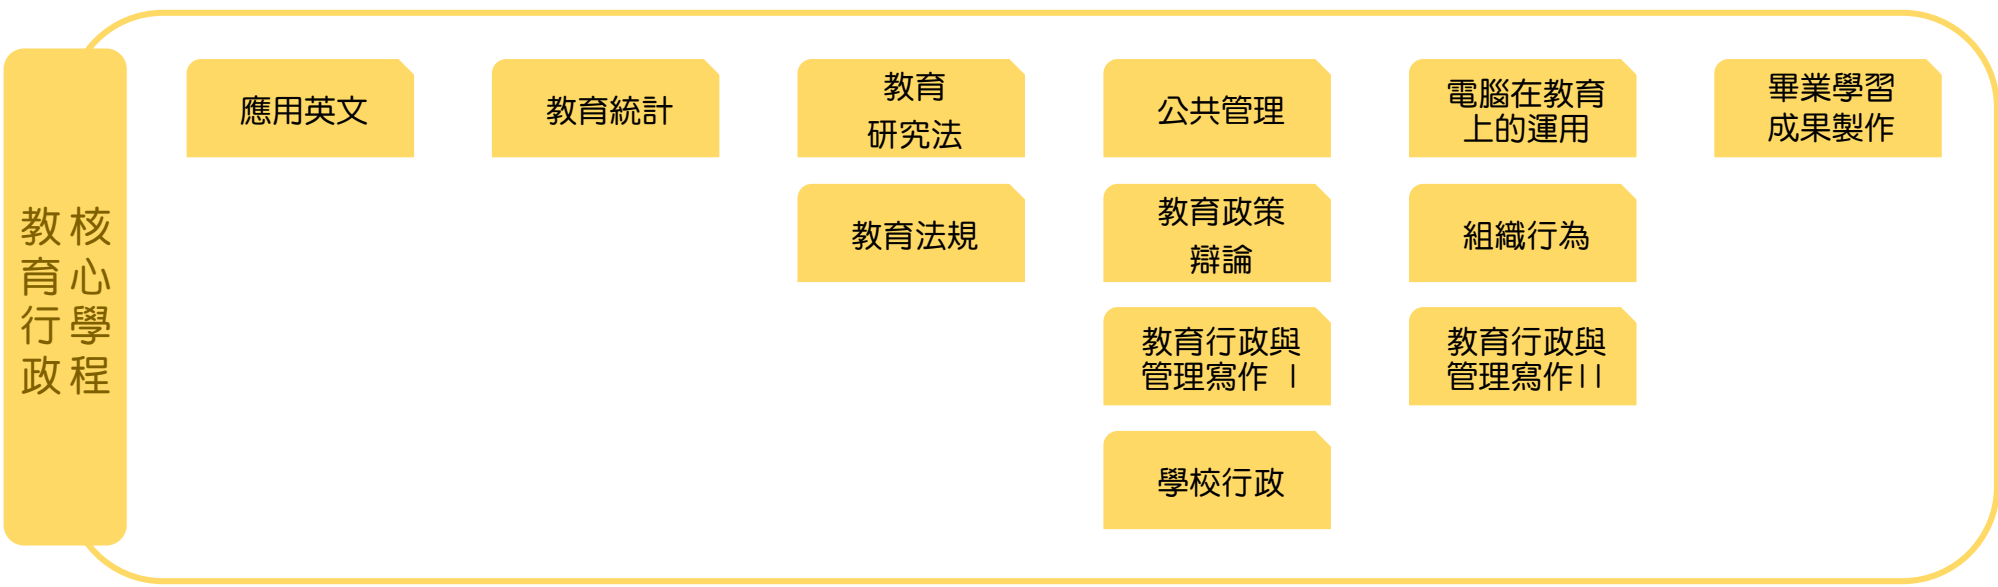 教育行政
核心學程
應用英文
教育統計
教育
研究法
公共管理
電腦在教育
上的運用
畢業學習
成果製作
教育法規
教育政策
辯論
組織行為
教育行政與
管理寫作 I
教育行政與
管理寫作II
學校行政